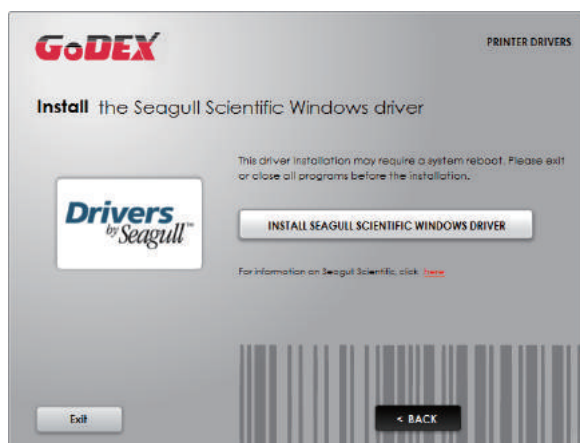 GoDEX
PRINTER DRIVERS
Install the Seagull Scientific Windows driver
This driver installation may require a system reboot. Please exit
or close all programs before the installation.
Drivers
by Seagull™
INSTALL SEAGULL SCIENTIFIC WINDOWS DRIVER
For information on Seagull Scientific, click here
Exit
< BACK